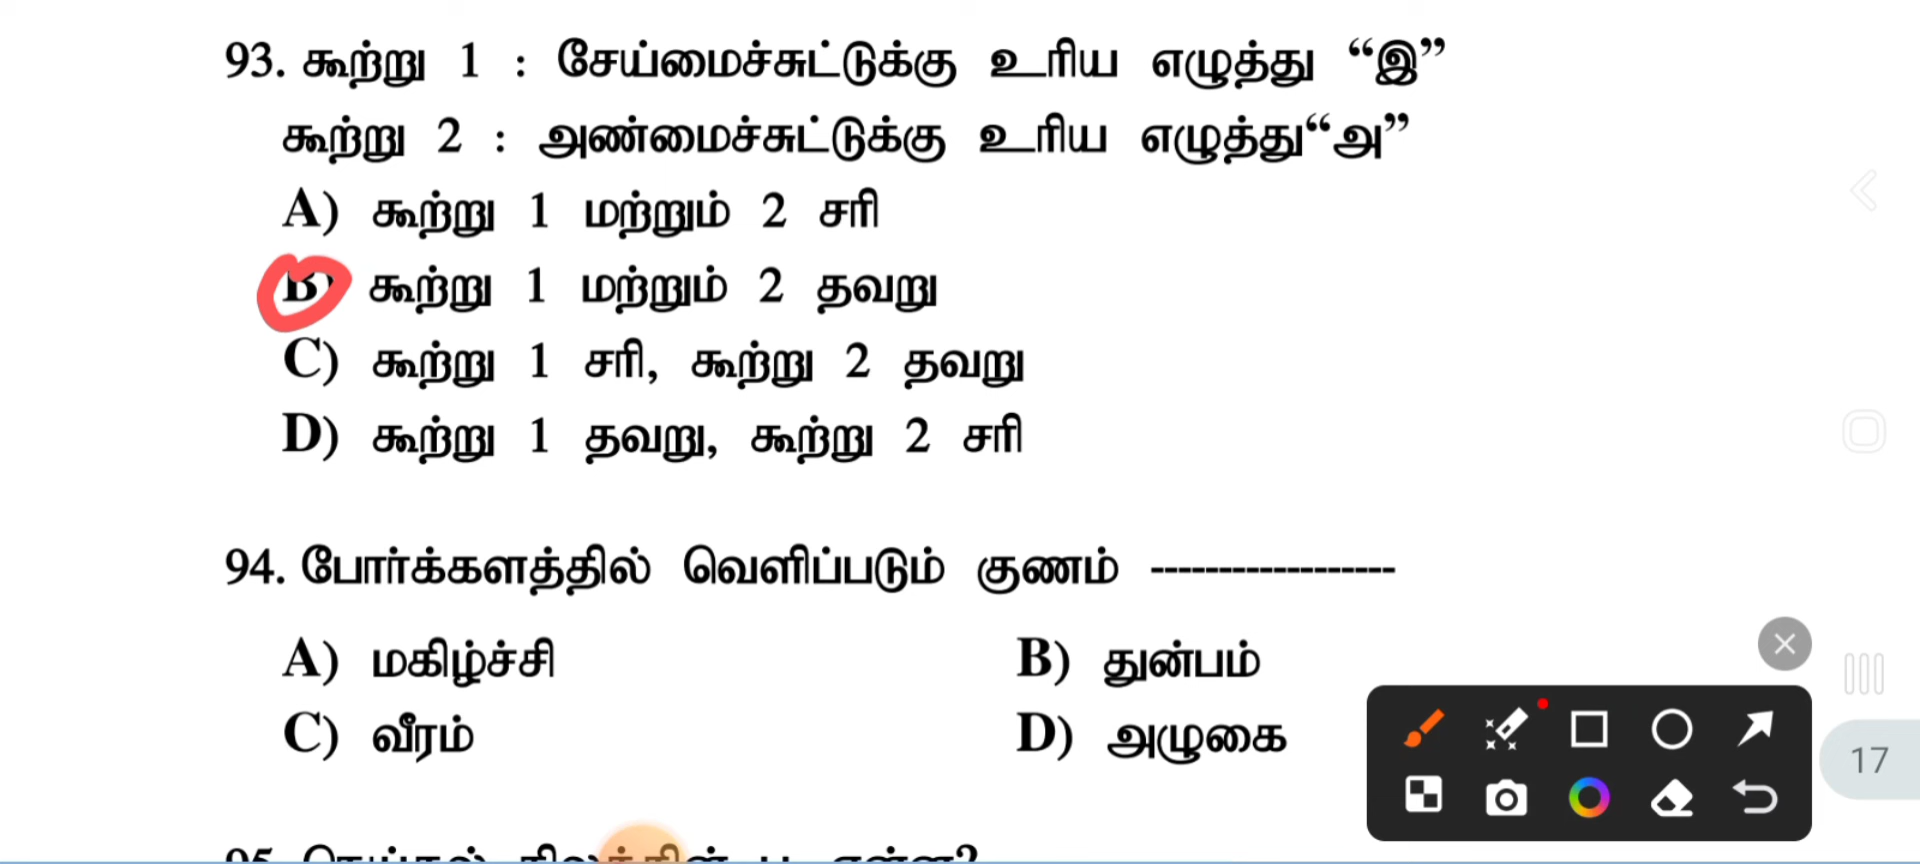 93. கூற்று 1 : சேய்மைச்சுட்டுக்கு உரிய எழுத்து “இ”
கூற்று 2 : அண்மைச்சுட்டுக்கு உரிய எழுத்து“அ”
A) கூற்று 1 மற்றும் 2 சரி
B) கூற்று 1 மற்றும் 2 தவறு
C) கூற்று 1 சரி, கூற்று 2 தவறு
D) கூற்று 1 தவறு, கூற்று 2 சரி
94. போர்க்களத்தில் வெளிப்படும் குணம் ------------------
A) மகிழ்ச்சி B) துன்பம்
C) வீரம் D) அழுகை
17